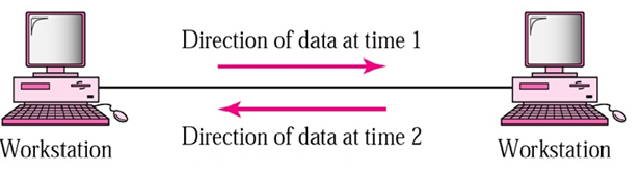 Direction of data at time 1
Direction of data at time 2
Workstation
Workstation